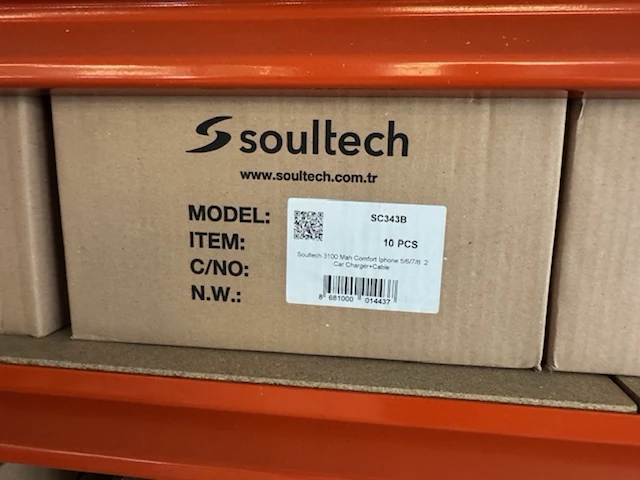 soultech
www.soultech.com.tr
MODEL: SC343B
ITEM: 10 PCS
Soultech 3100 Mah Comfort İphone 5/6/7/8 2
Car Charger+Cable
C/NO:
N.W.:
8 681000 014437